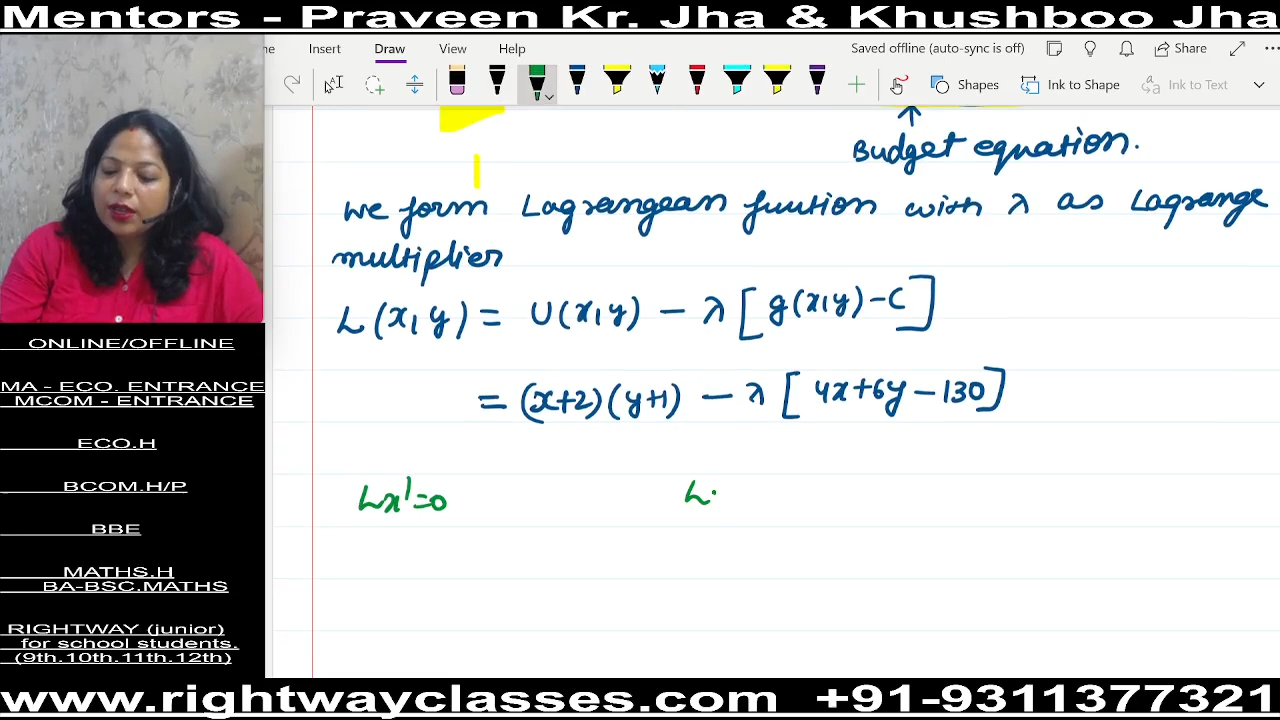 Mentors - Praveen Kr. Jha & Khushboo Jha
Insert Draw View Help Saved offline (auto-sync is off) Share
Shapes Ink to Shape Ink to Text
Budget equation.
we form Lagrangean funtion with λ as Lagrange
multiplier
L(x,y) = U(x,y) - λ[g(x,y)-C]
= (x+2)(y+1) - λ[4x+6y-130]
Lx'=0 L
ONLINE/OFFLINE
MA - ECO. ENTRANCE
MCOM - ENTRANCE
ECO.H
BCOM.H/P
BBE
MATHS.H
BA-BSC.MATHS
RIGHTWAY (junior)
for school students.
(9th.10th.11th.12th)
www.rightwayclasses.com +91-9311377321